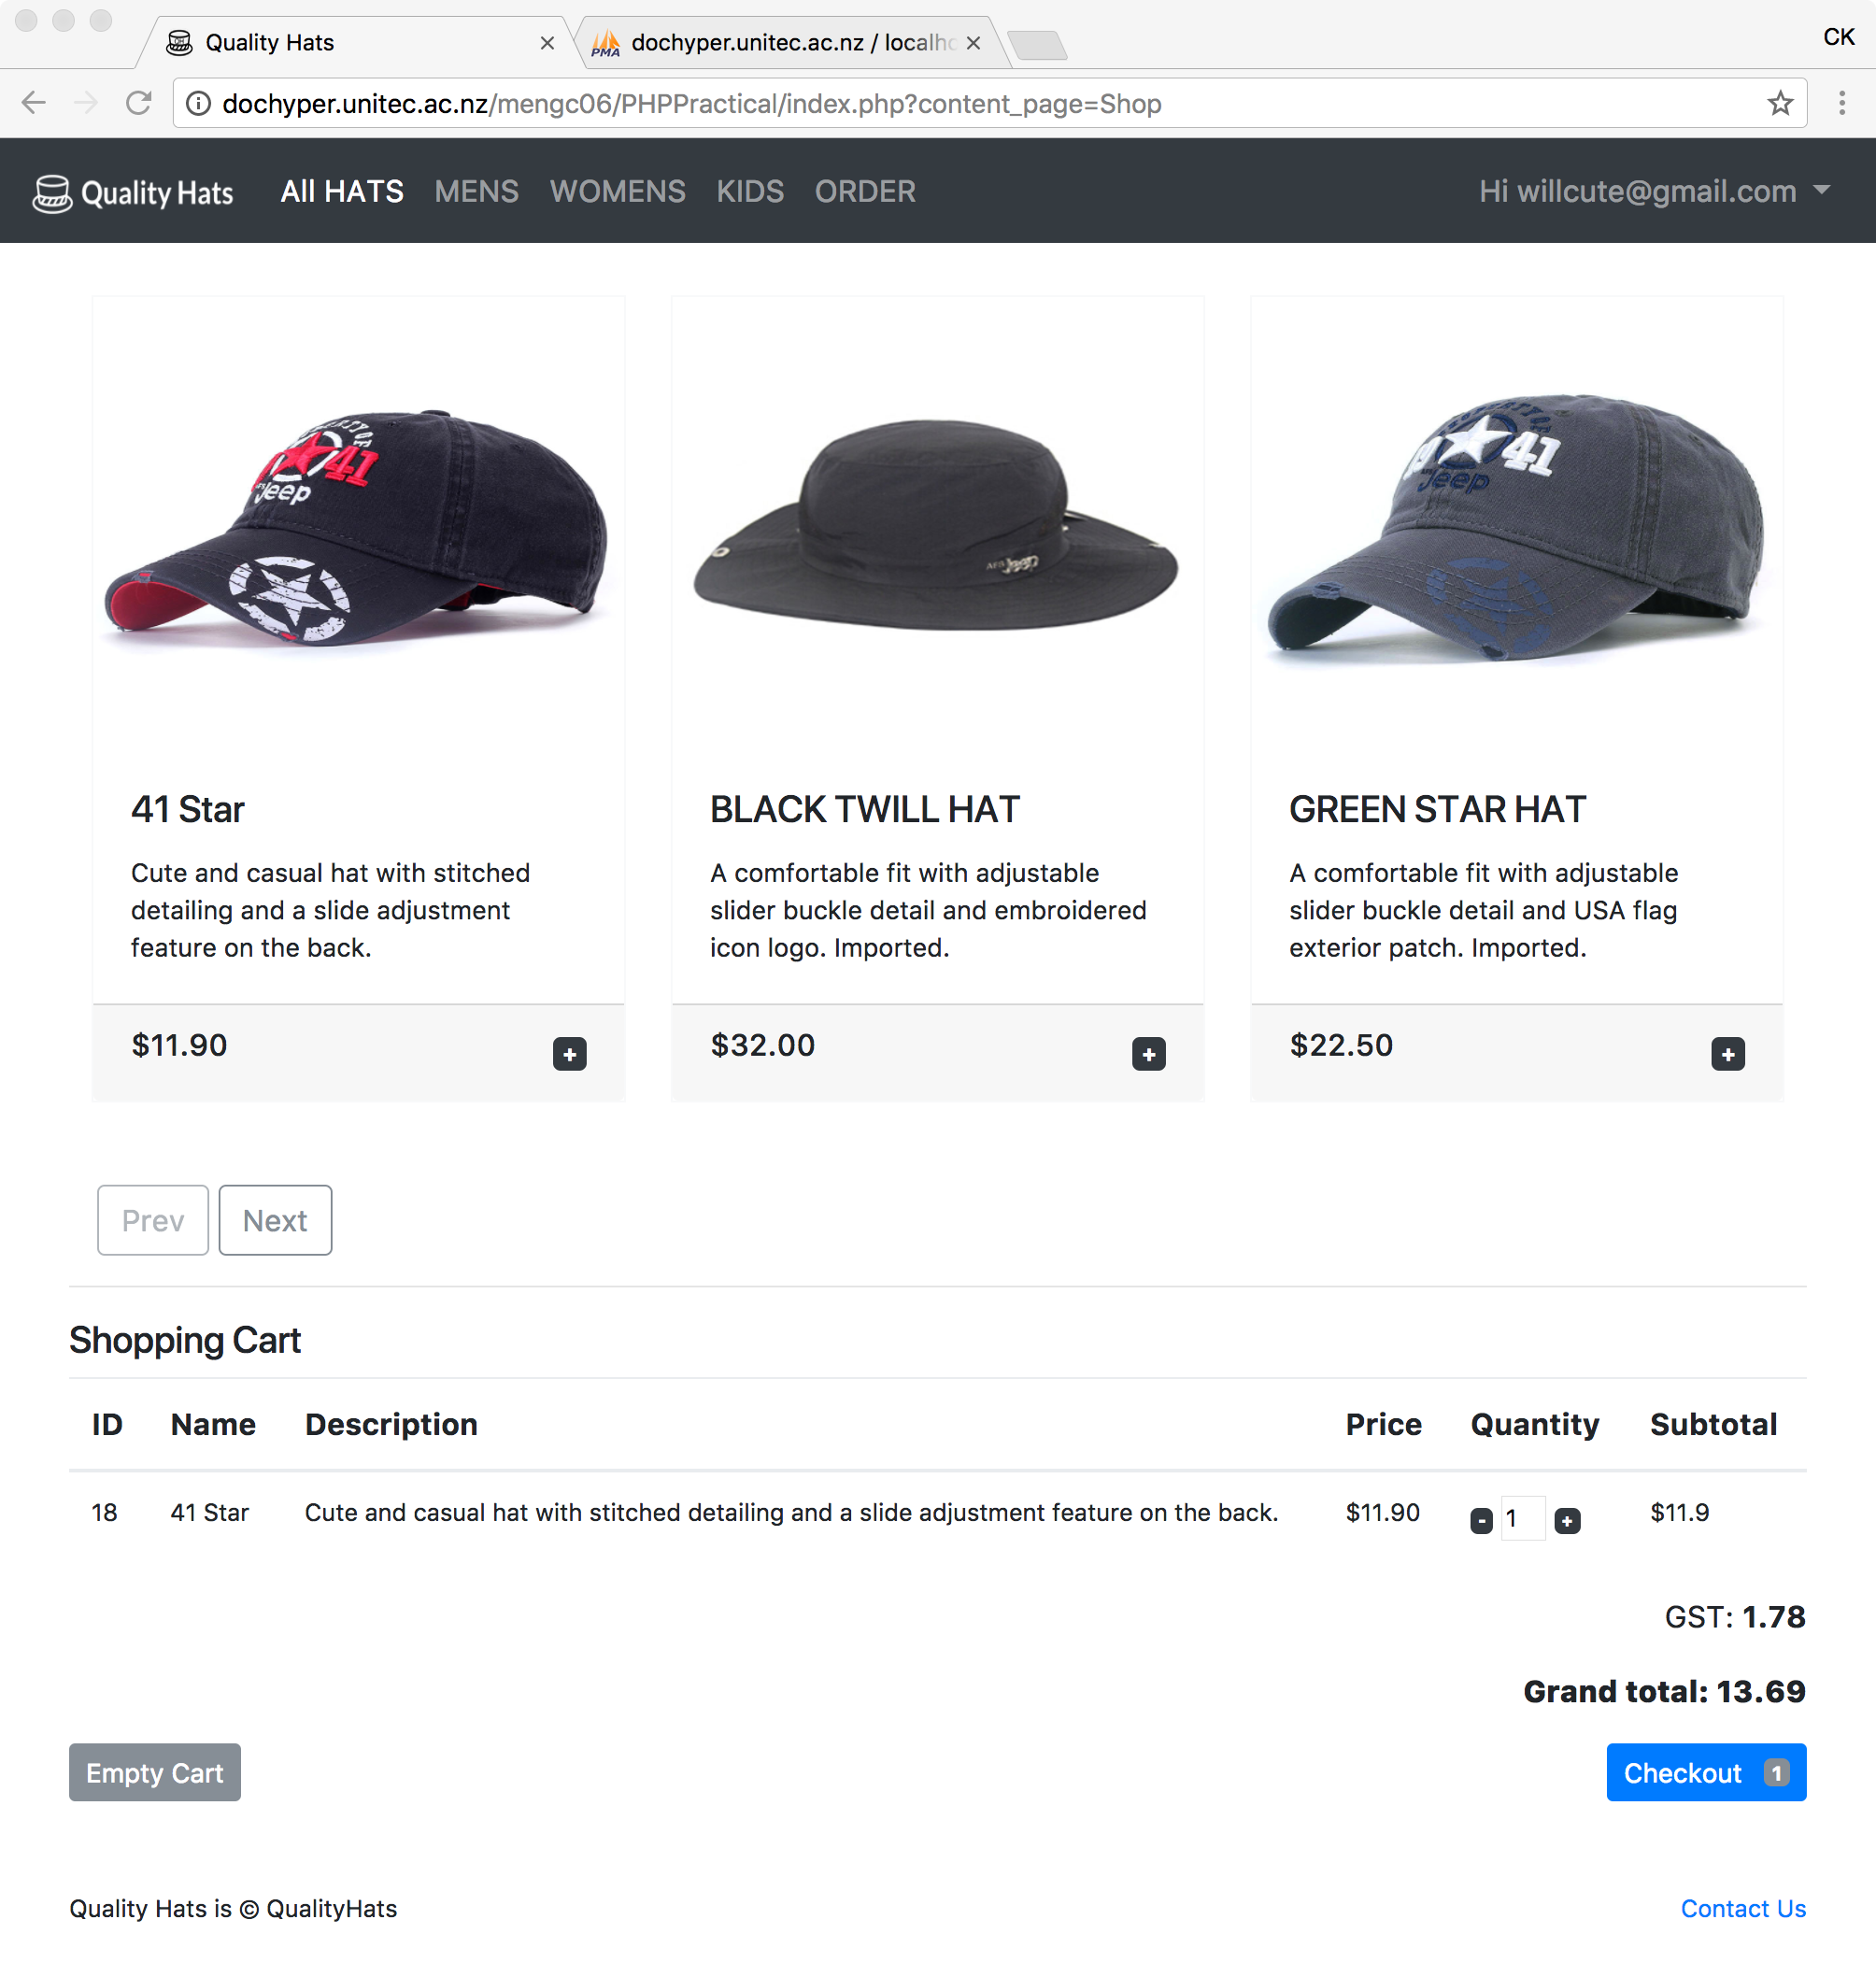 Quality Hats
dochyper.unitec.ac.nz / localho
CK
dochyper.unitec.ac.nz/mengc06/PHPPractical/index.php?content_page=Shop
Quality Hats
All HATS
MENS
WOMENS
KIDS
ORDER
Hi willcute@gmail.com
41
Jeep
Jeep
41
Jeep
41 Star
Cute and casual hat with stitched
detailing and a slide adjustment
feature on the back.
$11.90
+
BLACK TWILL HAT
A comfortable fit with adjustable
slider buckle detail and embroidered
icon logo. Imported.
$32.00
+
GREEN STAR HAT
A comfortable fit with adjustable
slider buckle detail and USA flag
exterior patch. Imported.
$22.50
+
Prev
Next
Shopping Cart
ID Name Description Price Quantity Subtotal
18 41 Star Cute and casual hat with stitched detailing and a slide adjustment feature on the back. $11.90 - 1 + $11.9
GST: 1.78
Grand total: 13.69
Empty Cart
Checkout 1
Quality Hats is © QualityHats
Contact Us